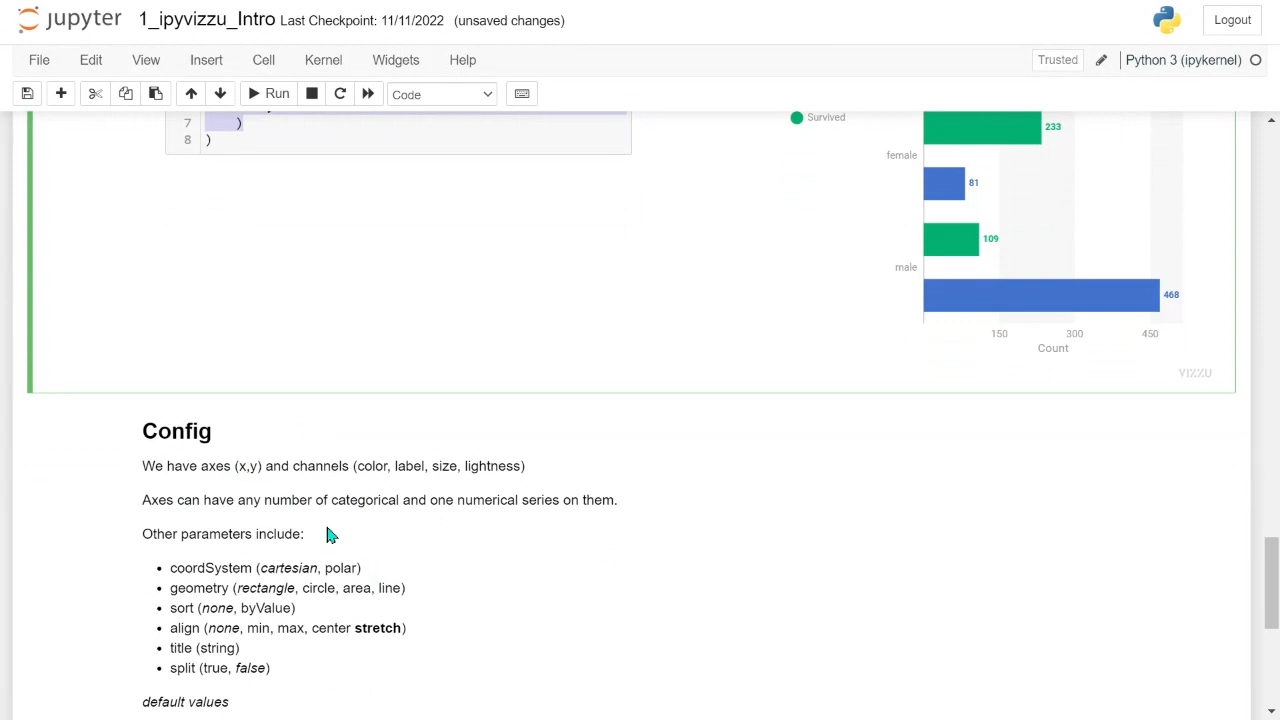 jupyter 1_ipyvizzu_Intro Last Checkpoint: 11/11/2022 (unsaved changes) Logout
File Edit View Insert Cell Kernel Widgets Help Trusted Python 3 (ipykernel)
Run Code
7 )
8 )
Survived
233
female
81
109
male
468
150 300 450
Count
VIZZU
Config
We have axes (x,y) and channels (color, label, size, lightness)
Axes can have any number of categorical and one numerical series on them.
Other parameters include:
• coordSystem (cartesian, polar)
• geometry (rectangle, circle, area, line)
• sort (none, byValue)
• align (none, min, max, center stretch)
• title (string)
• split (true, false)
default values